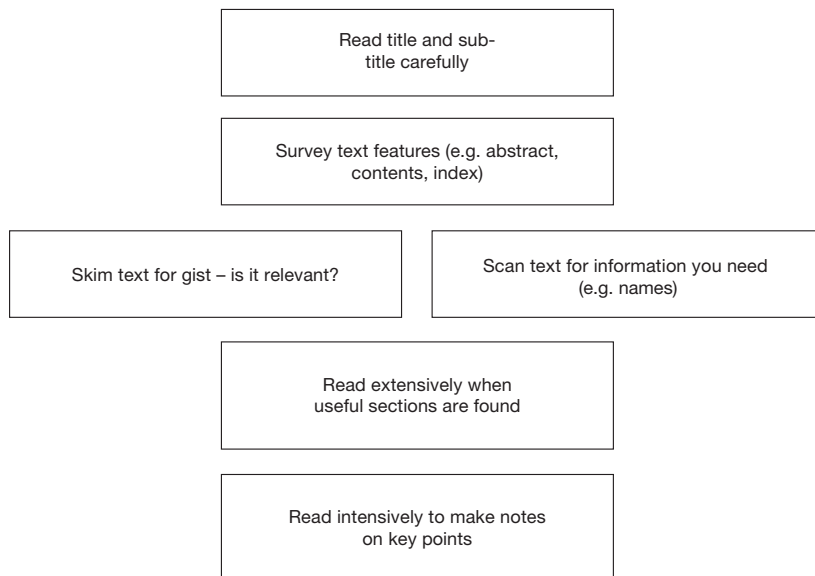 Read title and sub-
title carefully
Survey text features (e.g. abstract,
contents, index)
Skim text for gist – is it relevant?
Scan text for information you need
(e.g. names)
Read extensively when
useful sections are found
Read intensively to make notes
on key points